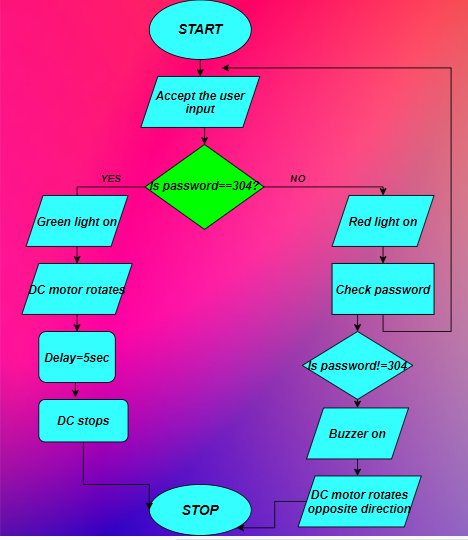 START
Accept the user
input
Is password==304?
YES
NO
Green light on
Red light on
DC motor rotates
Check password
Delay=5sec
Is password!=304
DC stops
Buzzer on
DC motor rotates
opposite direction
STOP